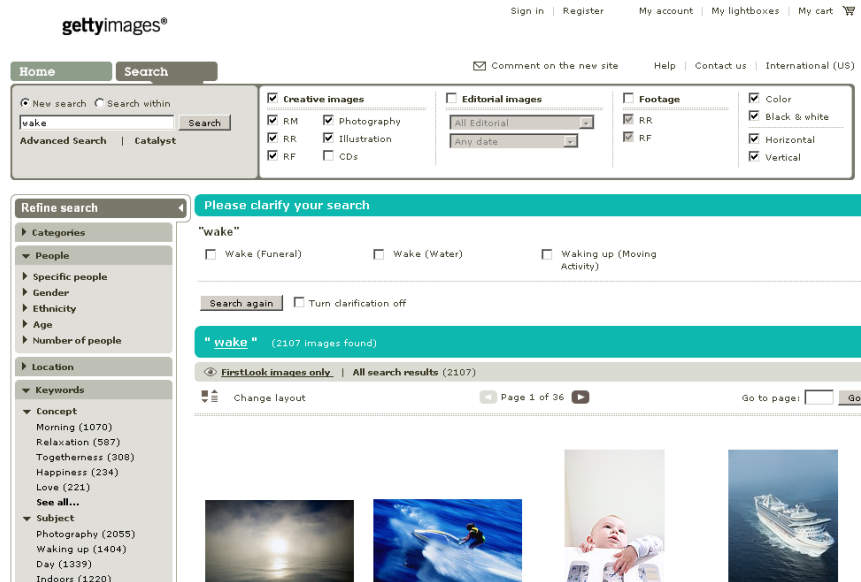 Sign in | Register My account | My lightboxes | My cart
gettyimages®
Home Search
Comment on the new site Help | Contact us | International (US)
New search Search within
wake Search
Advanced Search | Catalyst
Creative images
RM Photography
RR Illustration
RF CDs
Editorial images
All Editorial
Any date
Footage
RR
RF
Color
Black & white
Horizontal
Vertical
Refine search
Categories
People
Specific people
Gender
Ethnicity
Age
Number of people
Location
Keywords
Concept
Morning (1070)
Relaxation (587)
Togetherness (308)
Happiness (234)
Love (221)
See all...
Subject
Photography (2055)
Waking up (1404)
Day (1339)
Indoors (1220)
Please clarify your search
"wake"
Wake (Funeral) Wake (Water) Waking up (Moving
Activity)
Search again Turn clarification off
" wake " (2107 images found)
FirstLook images only | All search results (2107)
Change layout Page 1 of 36 Go to page: Go